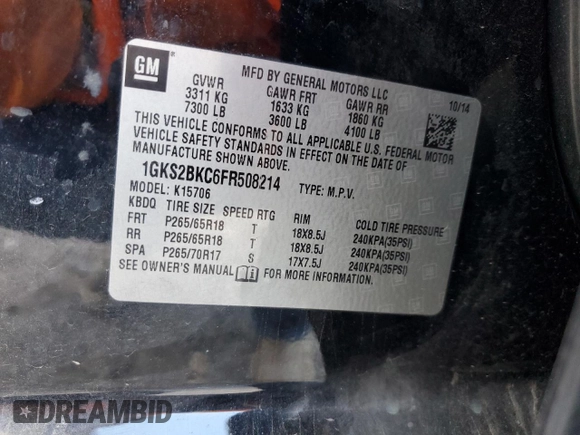 GM
MFD BY GENERAL MOTORS LLC
GVWR GAWR FRT GAWR RR 10/14
3311 KG 1633 KG 1860 KG
7300 LB 3600 LB 4100 LB
THIS VEHICLE CONFORMS TO ALL APPLICABLE U.S. FEDERAL MOTOR
VEHICLE SAFETY STANDARDS IN EFFECT ON THE DATE OF
MANUFACTURE SHOWN ABOVE.
1GKS2BKC6FR508214 TYPE: M.P.V.
MODEL: K15706
KBDQ TIRE SIZE SPEED RTG RIM COLD TIRE PRESSURE
FRT P265/65R18 T 18X8.5J 240KPA(35PSI)
RR P265/65R18 T 18X8.5J 240KPA(35PSI)
SPA P265/70R17 S 17X7.5J 240KPA(35PSI)
SEE OWNER'S MANUAL FOR MORE INFORMATION.
DREAMBID